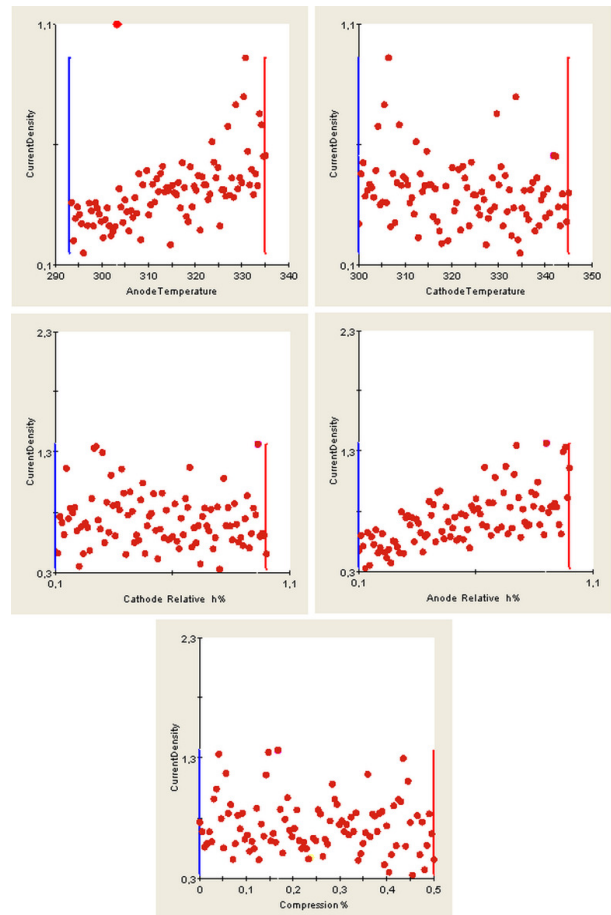 1,1
1,1
CurrentDensity
CurrentDensity
0,1
0,1
290 300 310 320 330 340
300 310 320 330 340 350
AnodeTemperature
CathodeTemperature
2,3
2,3
CurrentDensity
CurrentDensity
1,3
1,3
0,3
0,3
0,1 1,1
0,1 1,1
Cathode Relative h%
Anode Relative h%
2,3
CurrentDensity
1,3
0,3
0 0,1 0,2 0,3 0,4 0,5
Compression %